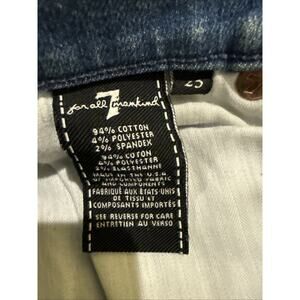 7
for all mankind
94% COTTON
4% POLYESTER
2% SPANDEX
94% COTON
4% POLYESTER
2% ELASTHANNE
MADE IN THE U.S.A.
OF IMPORTED FABRIC AND
COMPONENTS
FABRIQUÉ AUX ÉTATS-UNIS
DE TISSU ET
COMPOSANTS IMPORTÉS
SEE REVERSE FOR CARE
ENTRETIEN AU VERSO